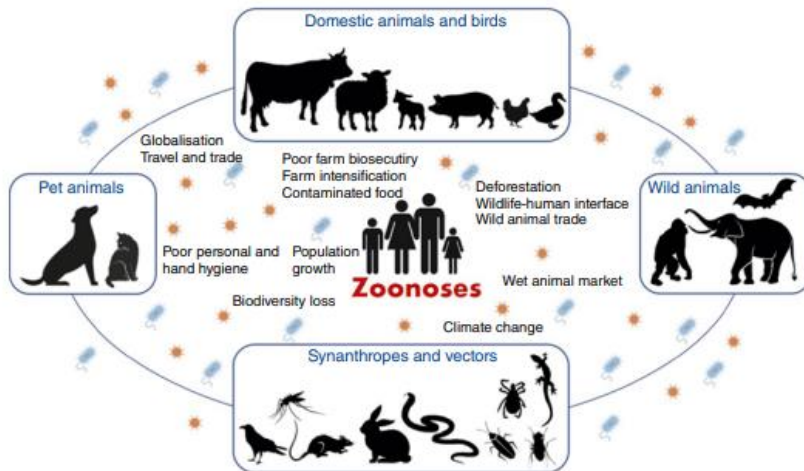 Domestic animals and birds
Globalisation
Travel and trade
Poor farm biosecutiry
Farm intensification
Contaminated food
Deforestation
Wildlife-human interface
Wild animal trade
Pet animals
Wild animals
Poor personal and
hand hygiene
Population
growth
Zoonoses
Wet animal market
Biodiversity loss
Climate change
Synanthropes and vectors